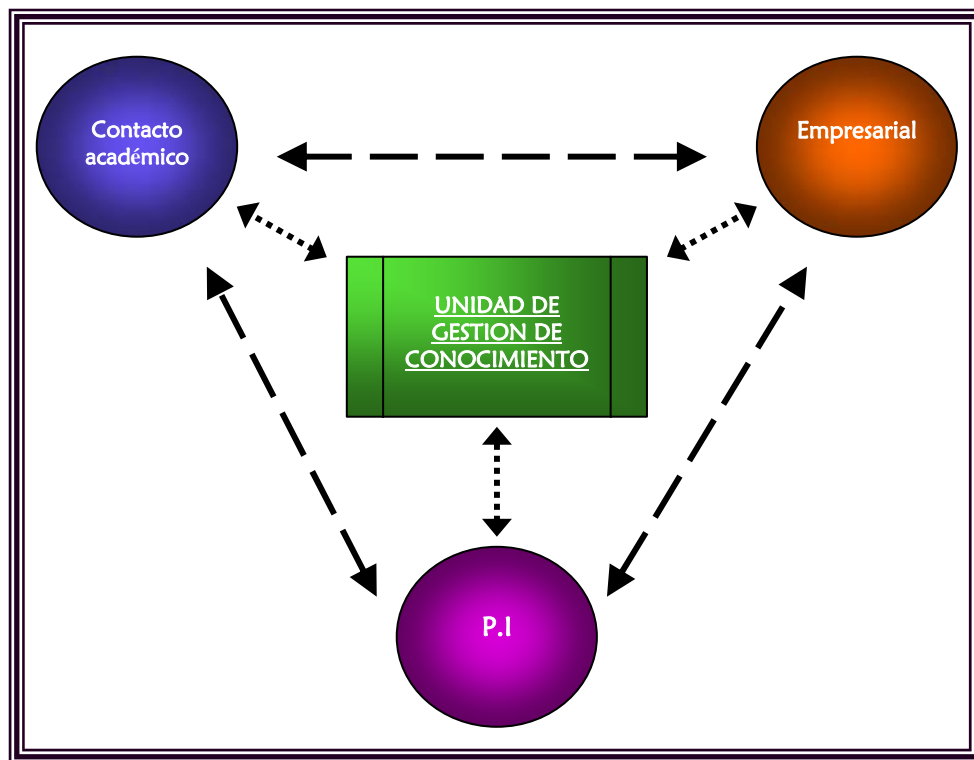 Contacto
académico
Empresarial
UNIDAD DE
GESTION DE
CONOCIMIENTO
P.I